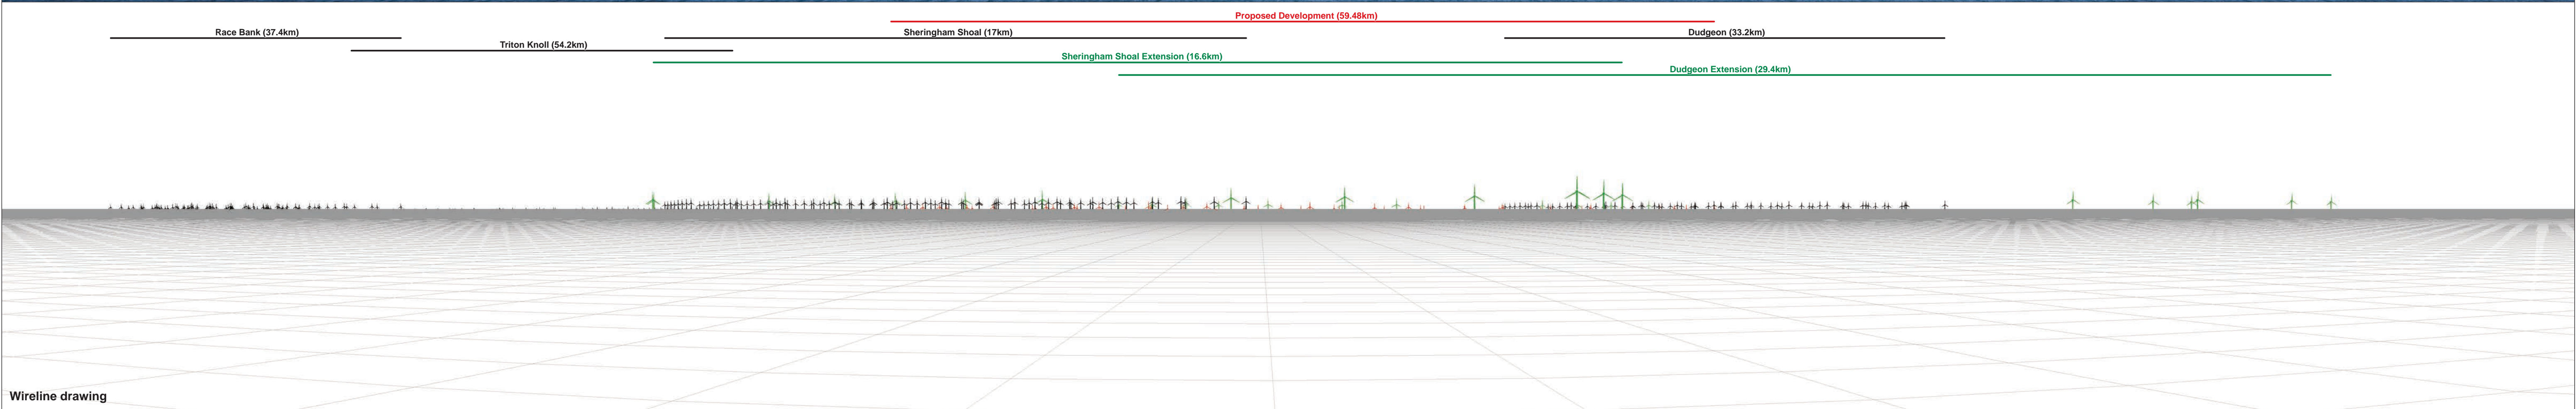 Proposed Development (59.48km)
Race Bank (37.4km)
Sheringham Shoal (17km)
Dudgeon (33.2km)
Triton Knoll (54.2km)
Sheringham Shoal Extension (16.6km)
Dudgeon Extension (29.4km)
Wireline drawing